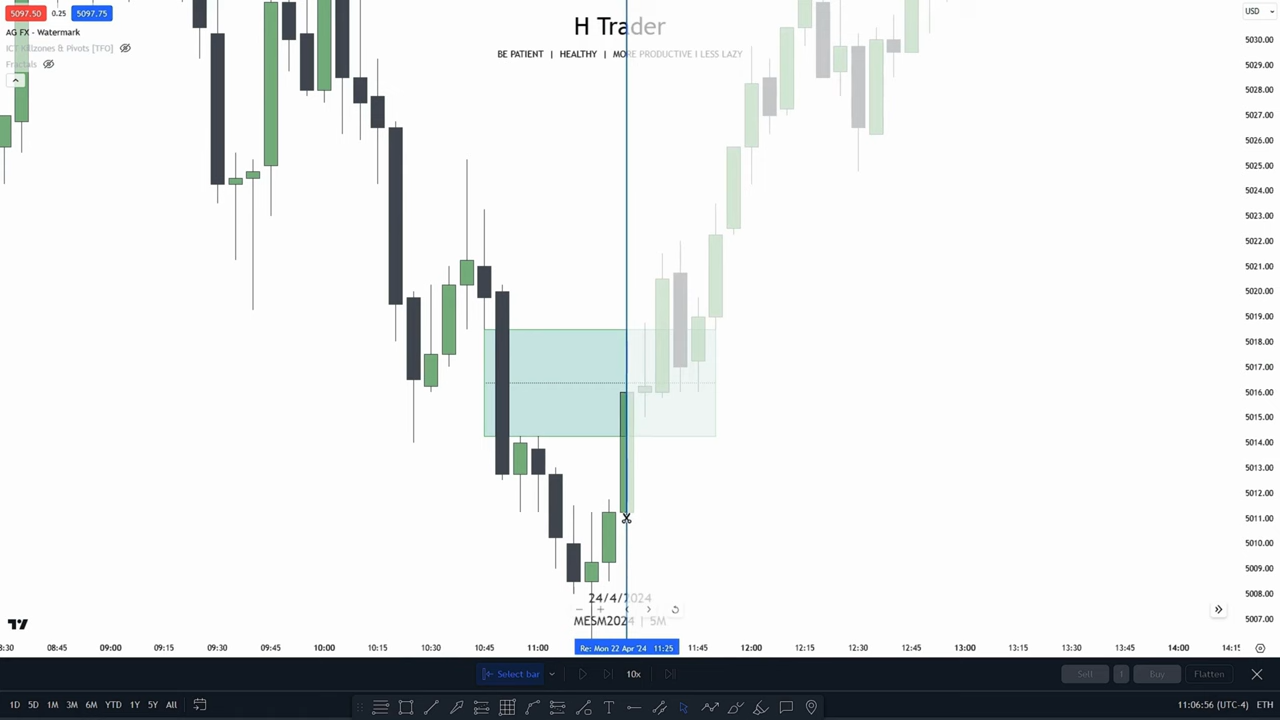 5097.50 0.25 5097.75
AG FX - Watermark
ICT Killzones & Pivots [TFO]
Fractals
H Trader
BE PATIENT | HEALTHY | MORE PRODUCTIVE I LESS LAZY
USD
5030.00
5029.00
5028.00
5027.00
5026.00
5025.00
5024.00
5023.00
5022.00
5021.00
5020.00
5019.00
5018.00
5017.00
5016.00
5015.00
5014.00
5013.00
5012.00
5011.00
5010.00
5009.00
5008.00
5007.00
24/4/2024
MESM2024 | 5M
8:30 08:45 09:00 09:15 09:30 09:45 10:00 10:15 10:30 10:45 11:00 Re: Mon 22 Apr '24 11:25 11:45 12:00 12:15 12:30 12:45 13:00 13:15 13:30 13:45 14:00 14:15
Select bar 10x Sell 1 Buy Flatten
1D 5D 1M 3M 6M YTD 1Y 5Y All 11:06:56 (UTC-4) ETH